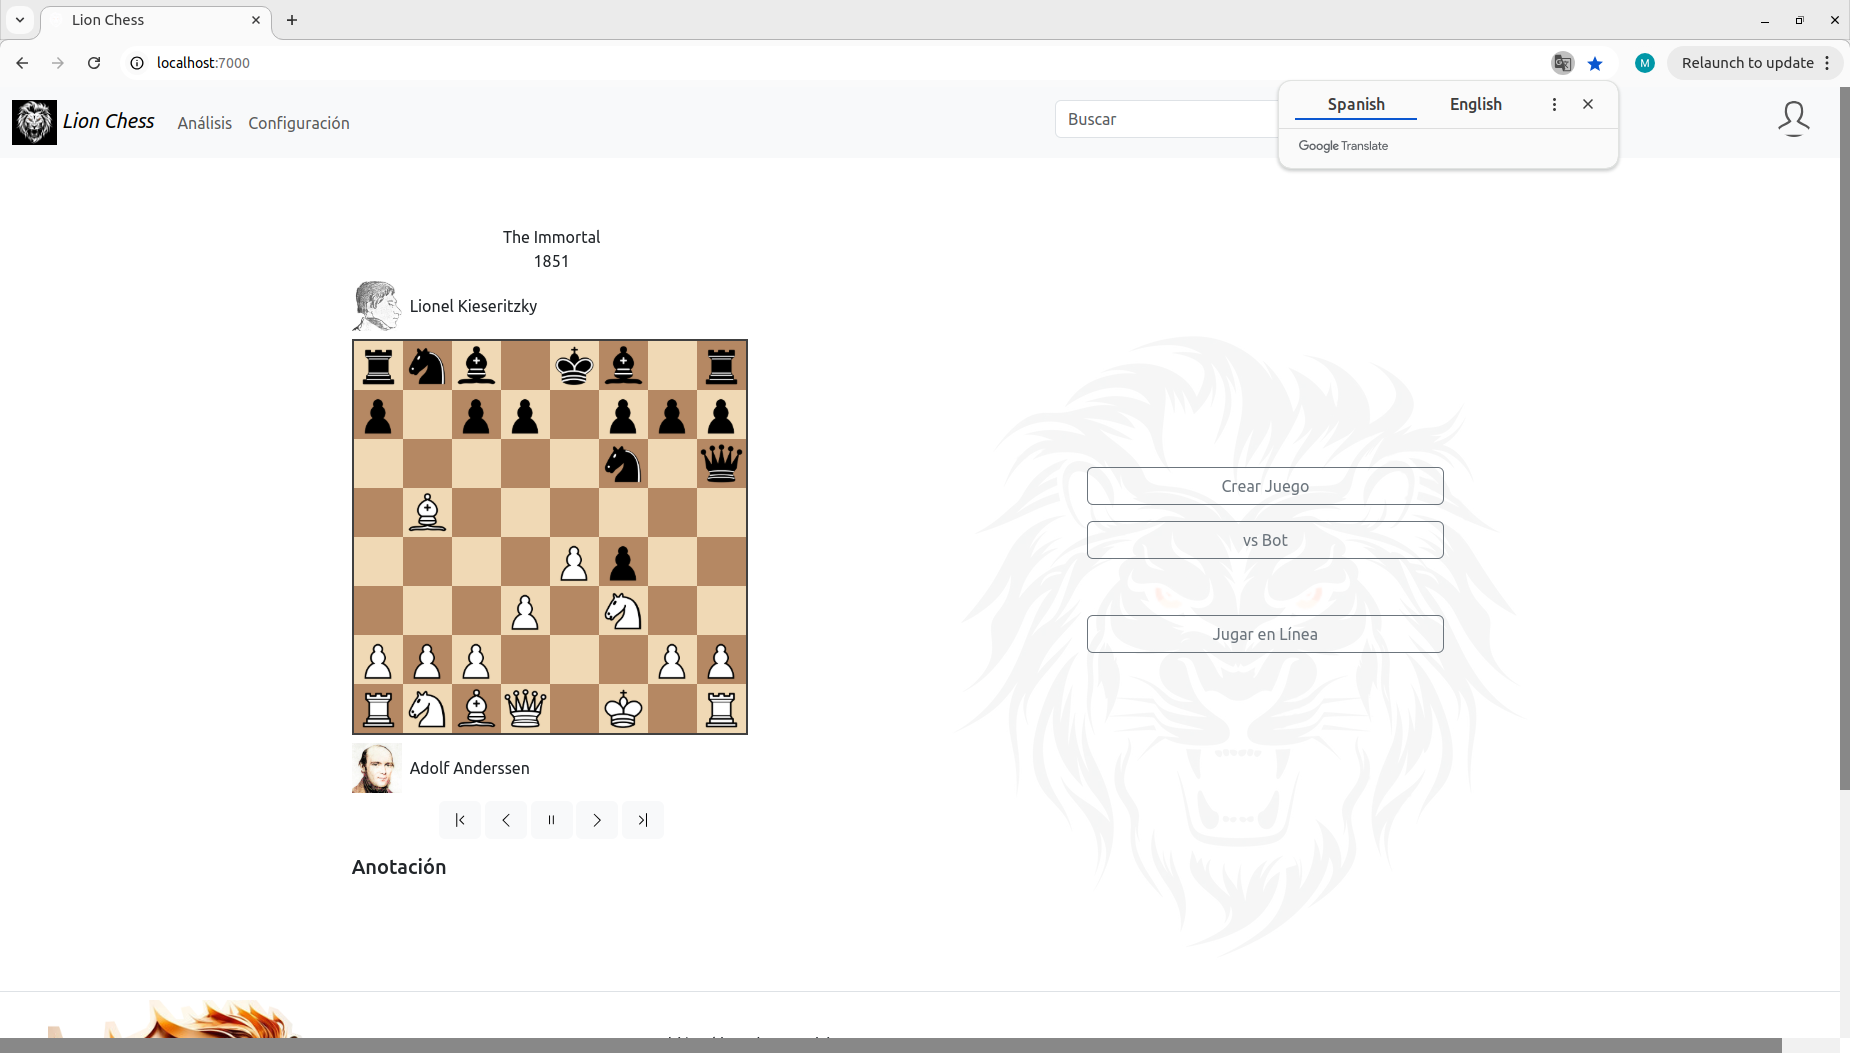 Lion Chess
localhost:7000
Relaunch to update
M
Lion Chess
Análisis
Configuración
Buscar
Spanish
English
Google Translate
The Immortal
1851
Lionel Kieseritzky
Adolf Anderssen
Anotación
Crear Juego
vs Bot
Jugar en Línea